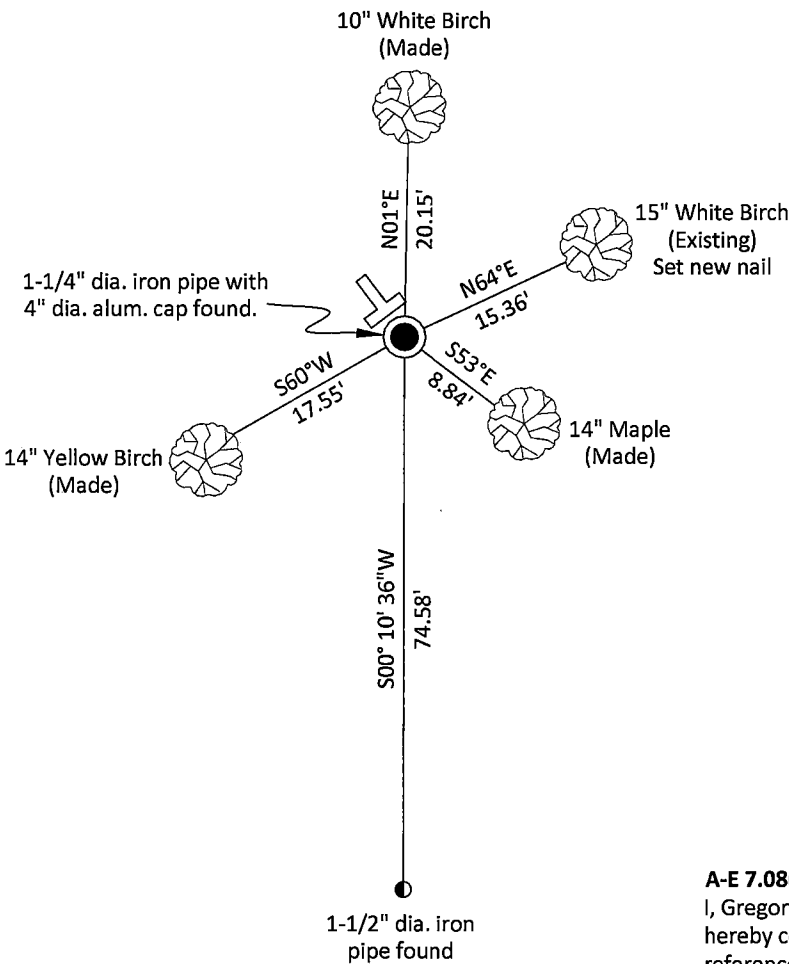 10" White Birch
(Made)
N01°E
20.15'
15" White Birch
(Existing)
Set new nail
N64°E
15.36'
1-1/4" dia. iron pipe with
4" dia. alum. cap found.
S53°E
8.84'
S60°W
17.55'
14" Maple
(Made)
14" Yellow Birch
(Made)
S00° 10' 36"W
74.58'
1-1/2" dia. iron
pipe found
A-E 7.08
I, Gregor
hereby c